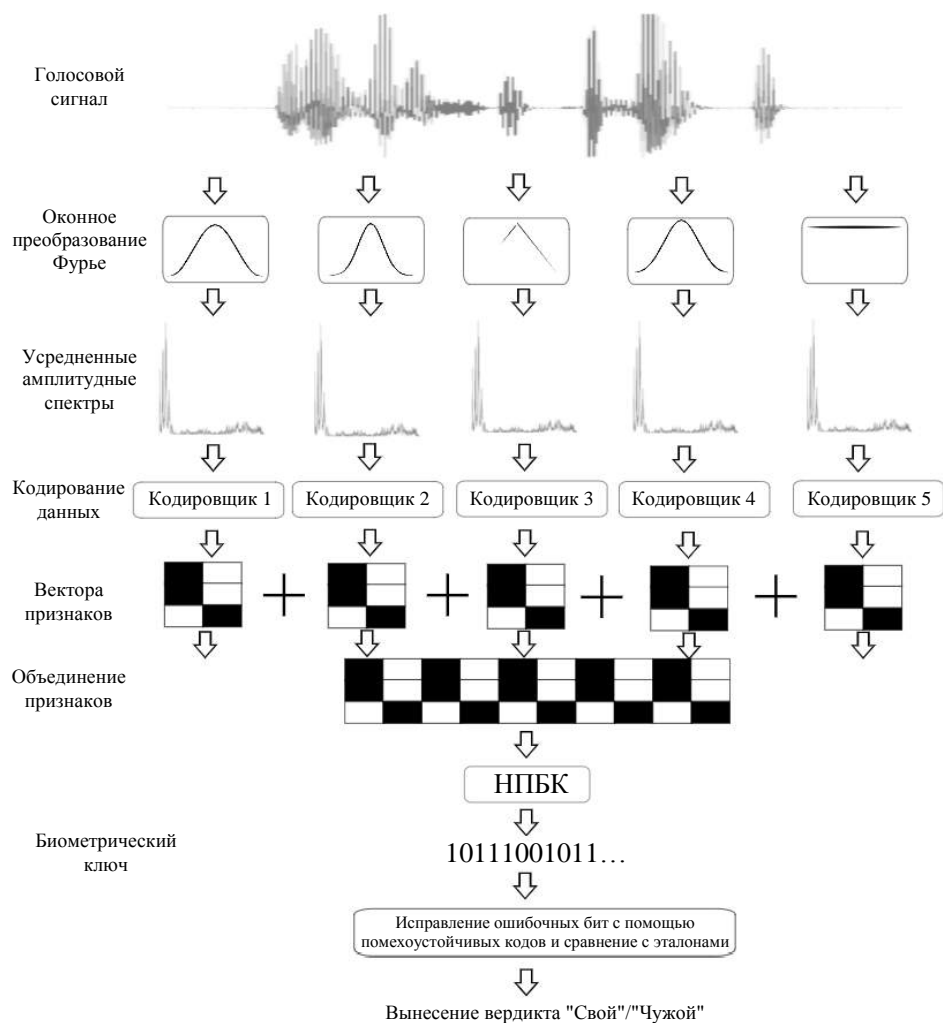 Голосовой
сигнал
Оконное
преобразование
Фурье
Усредненные
амплитудные
спектры
Кодирование
данных
Кодировщик 1
Кодировщик 2
Кодировщик 3
Кодировщик 4
Кодировщик 5
Вектора
признаков
Объединение
признаков
НПБК
Биометрический
ключ
10111001011...
Исправление ошибочных бит с помощью
помехоустойчивых кодов и сравнение с эталонами
Вынесение вердикта "Свой"/"Чужой"